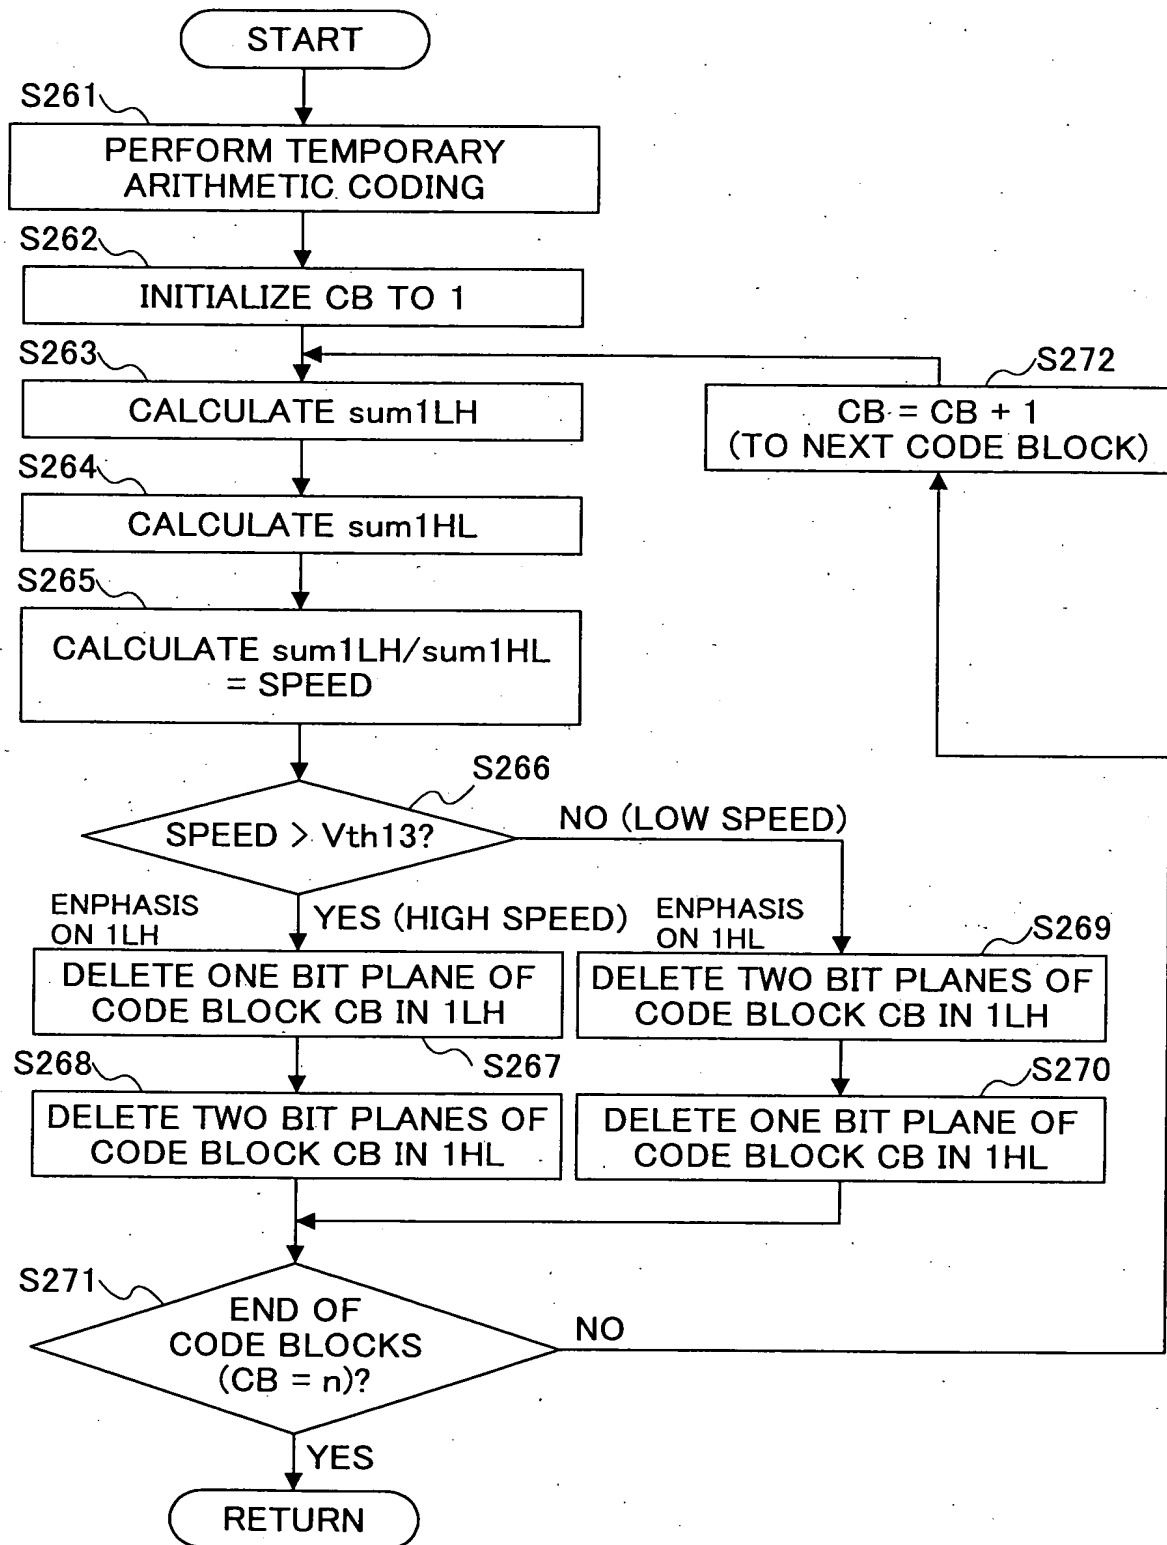 START
S261
PERFORM TEMPORARY
ARITHMETIC CODING
S262
INITIALIZE CB TO 1
S263
CALCULATE sum1LH
S272
CB = CB + 1
(TO NEXT CODE BLOCK)
S264
CALCULATE sum1HL
S265
CALCULATE sum1LH/sum1HL
= SPEED
S266
SPEED > Vth13?
NO (LOW SPEED)
YES (HIGH SPEED)
ENPHASIS
ON 1LH
DELETE ONE BIT PLANE OF
CODE BLOCK CB IN 1LH
S267
S268
DELETE TWO BIT PLANES OF
CODE BLOCK CB IN 1HL
ENPHASIS
ON 1HL
S269
DELETE TWO BIT PLANES OF
CODE BLOCK CB IN 1LH
S270
DELETE ONE BIT PLANE OF
CODE BLOCK CB IN 1HL
S271
END OF
CODE BLOCKS
(CB = n)?
NO
YES
RETURN